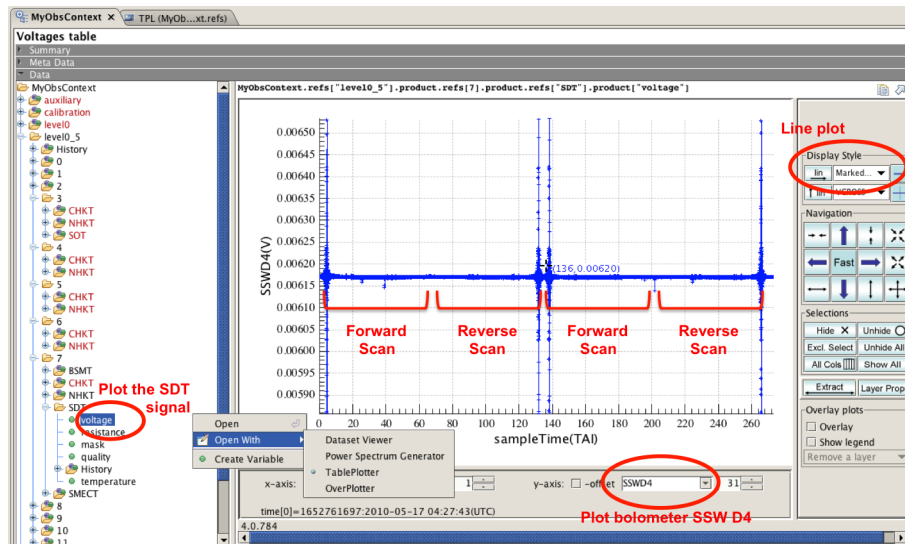 MyObsContext × TPL (MyOb...xt.refs)
Voltages table
Summary
Meta Data
Data
MyObsContext
auxiliary
calibration
level0
level0_5
History
0
1
2
3
CHKT
NHKT
SOT
4
CHKT
NHKT
5
CHKT
NHKT
6
CHKT
NHKT
7
BSMT
CHKT
NHKT
SDT
voltage
resistance
mask
quality
History
temperature
SMECT
8
9
10
11
Plot the SDT
signal
Open
Open With
Create Variable
Dataset Viewer
Power Spectrum Generator
TablePlotter
OverPlotter
MyObsContext.refs["level0_5"].product.refs[7].product.refs["SDT"].product["voltage"]
0.00650
0.00645
0.00640
0.00635
0.00630
0.00625
0.00620
0.00615
0.00610
0.00605
0.00600
0.00595
0.00590
SSWD4(V)
(136,0.00620)
Forward
Scan
Reverse
Scan
Forward
Scan
Reverse
Scan
0 20 40 60 80 100 120 140 160 180 200 220 240 260
sampleTime(TAI)
x-axis: 1 y-axis: -offset SSWD4 31
time[0]=1652761697:2010-05-17 04:27:43(UTC)
Plot bolometer SSW D4
4.0.784
Line plot
Display Style
lin Marked...
lin
Navigation
Fast
Selections
Hide X Unhide O
Excl. Select Unhide All
All Cols Show All
Extract Layer Prop
Overlay plots
Overlay
Show legend
Remove a layer